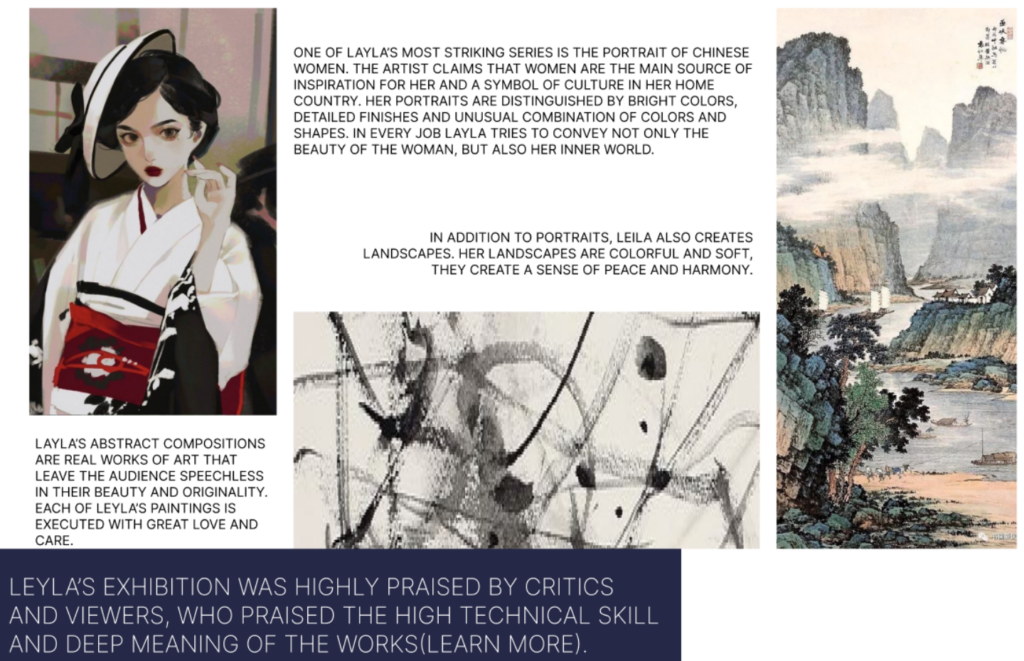 ONE OF LAYLA'S MOST STRIKING SERIES IS THE PORTRAIT OF CHINESE
WOMEN. THE ARTIST CLAIMS THAT WOMEN ARE THE MAIN SOURCE OF
INSPIRATION FOR HER AND A SYMBOL OF CULTURE IN HER HOME
COUNTRY. HER PORTRAITS ARE DISTINGUISHED BY BRIGHT COLORS,
DETAILED FINISHES AND UNUSUAL COMBINATION OF COLORS AND
SHAPES. IN EVERY JOB LAYLA TRIES TO CONVEY NOT ONLY THE
BEAUTY OF THE WOMAN, BUT ALSO HER INNER WORLD.
IN ADDITION TO PORTRAITS, LEILA ALSO CREATES
LANDSCAPES. HER LANDSCAPES ARE COLORFUL AND SOFT,
THEY CREATE A SENSE OF PEACE AND HARMONY.
LAYLA'S ABSTRACT COMPOSITIONS
ARE REAL WORKS OF ART THAT
LEAVE THE AUDIENCE SPEECHLESS
IN THEIR BEAUTY AND ORIGINALITY.
EACH OF LEYLA'S PAINTINGS IS
EXECUTED WITH GREAT LOVE AND
CARE.
LEYLA'S EXHIBITION WAS HIGHLY PRAISED BY CRITICS
AND VIEWERS, WHO PRAISED THE HIGH TECHNICAL SKILL
AND DEEP MEANING OF THE WORKS(LEARN MORE).